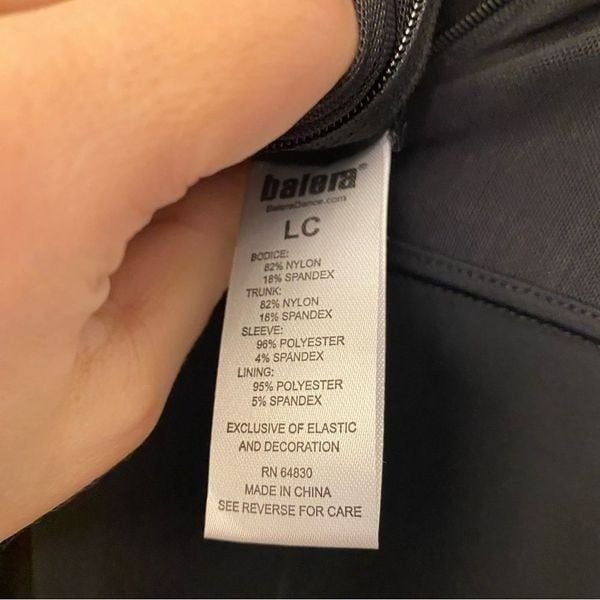 balera®
BaleraDance.com
LC
BODICE:
82% NYLON
18% SPANDEX
TRUNK:
82% NYLON
18% SPANDEX
SLEEVE:
96% POLYESTER
4% SPANDEX
LINING:
95% POLYESTER
5% SPANDEX
EXCLUSIVE OF ELASTIC
AND DECORATION
RN 64830
MADE IN CHINA
SEE REVERSE FOR CARE